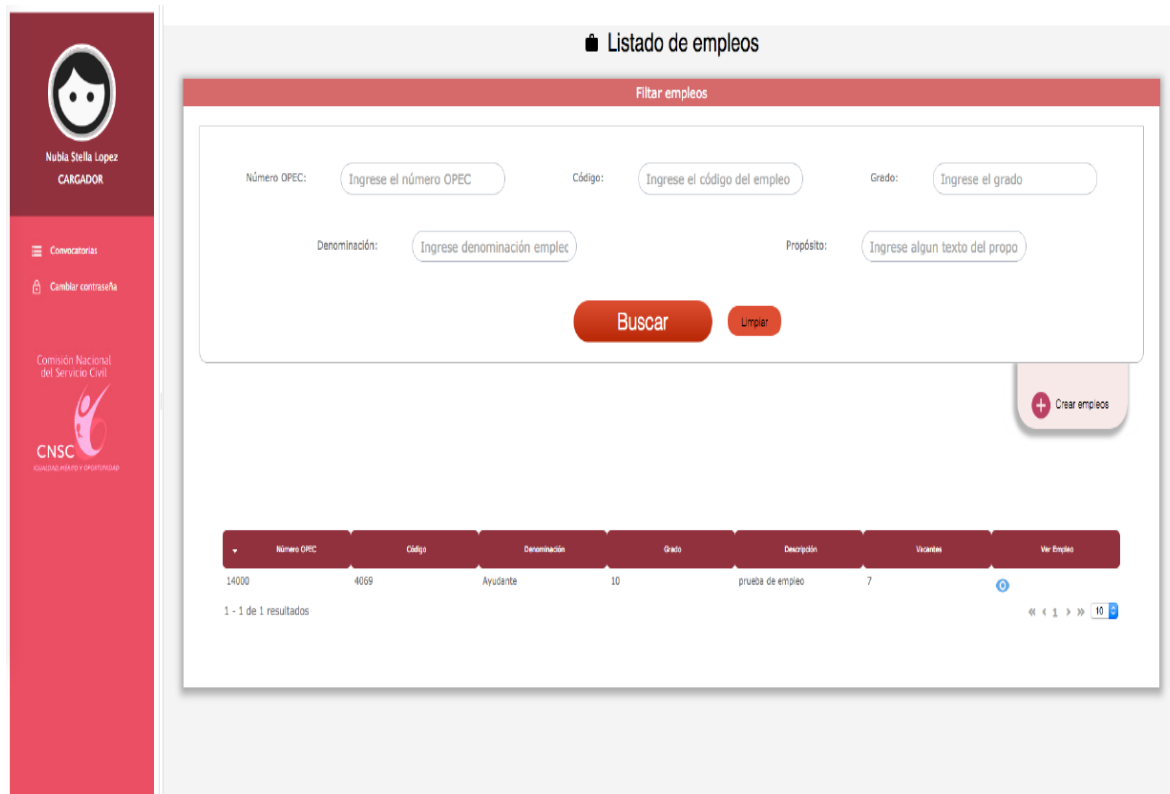 Nubia Stella Lopez
CARGADOR
Convocatorias
Cambiar contraseña
Comisión Nacional
del Servicio Civil
CNSC
IGUALDAD, MÉRITO Y OPORTUNIDAD
Listado de empleos
Filtar empleos
Número OPEC: Ingrese el número OPEC Código: Ingrese el código del empleo Grado: Ingrese el grado
Denominación: Ingrese denominación emplec Propósito: Ingrese algun texto del propo
Buscar Limpiar
Crear empleos
Número OPEC Código Denominación Grado Descripción Vacantes Ver Empleo
14000 4069 Ayudante 10 prueba de empleo 7
1 - 1 de 1 resultados « ‹ 1 › » 10